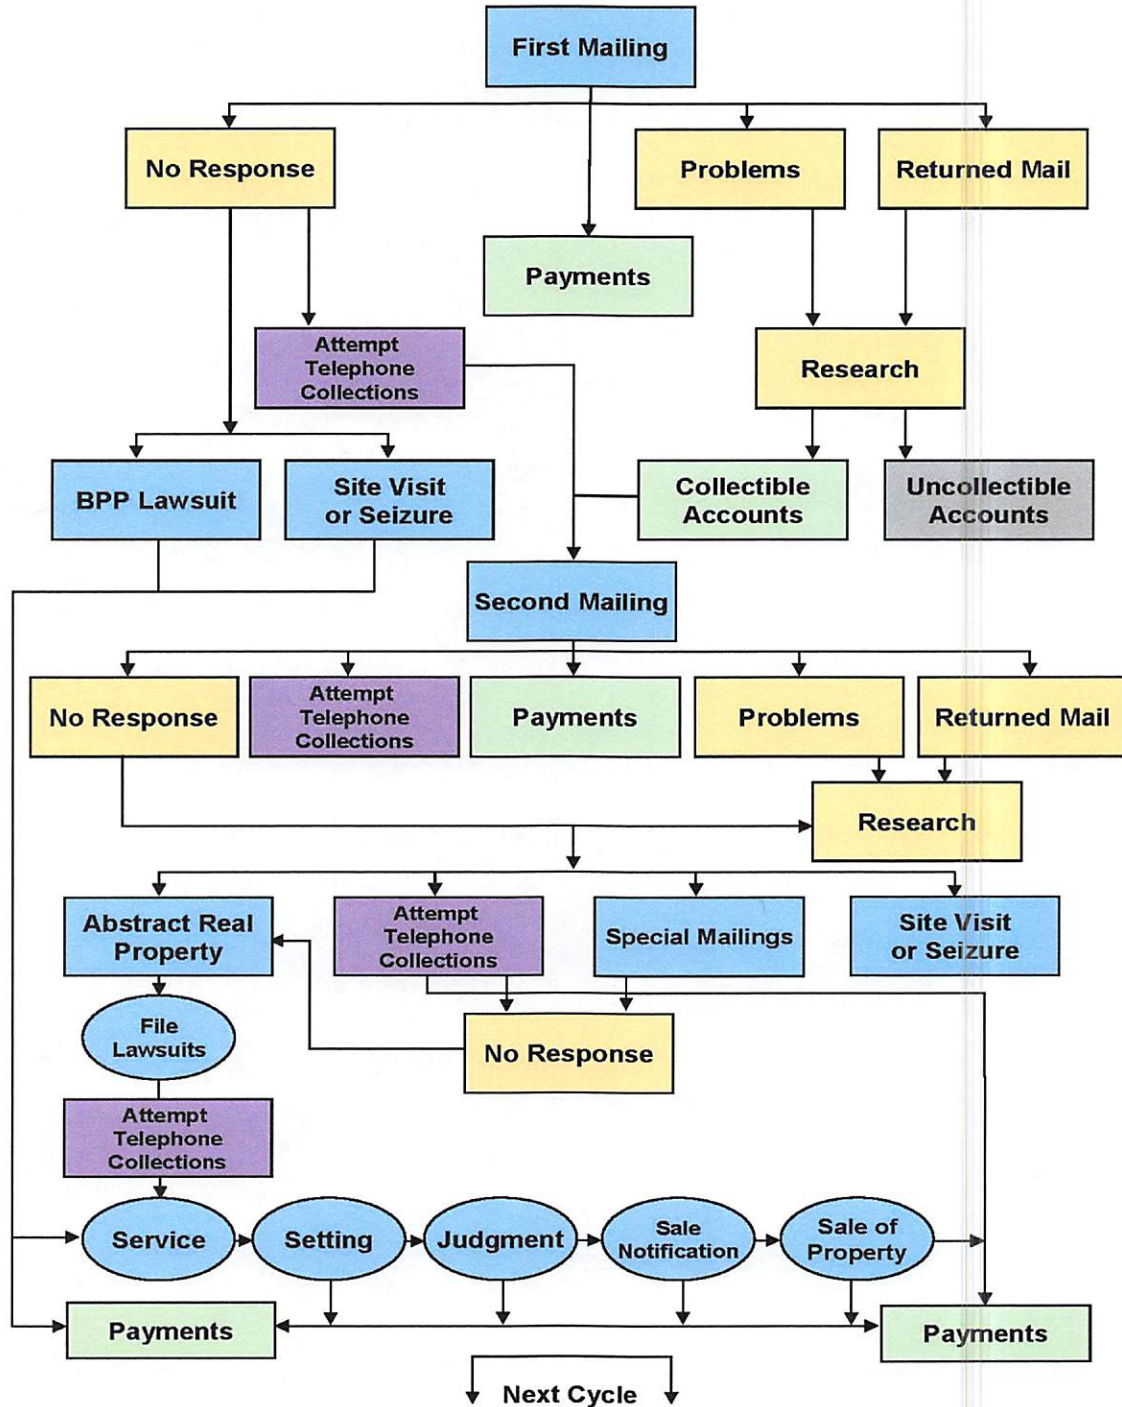 First Mailing
No Response
Problems
Returned Mail
Payments
Attempt
Telephone
Collections
Research
BPP Lawsuit
Site Visit
or Seizure
Collectible
Accounts
Uncollectible
Accounts
Second Mailing
No Response
Attempt
Telephone
Collections
Payments
Problems
Returned Mail
Research
Abstract Real
Property
Attempt
Telephone
Collections
Special Mailings
Site Visit
or Seizure
File
Lawsuits
No Response
Attempt
Telephone
Collections
Service
Setting
Judgment
Sale
Notification
Sale of
Property
Payments
Payments
Next Cycle